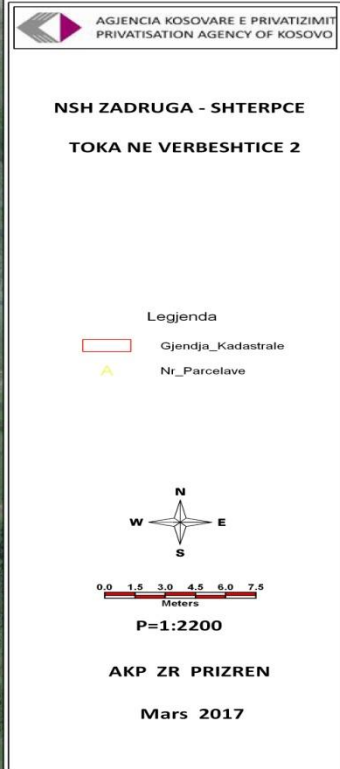 AGJENCIA KOSOVARE E PRIVATIZIMIT
PRIVATISATION AGENCY OF KOSOVO
NSH ZADRUGA - SHTERPCE
TOKA NE VERBESHTICE 2
Legjenda
Gjendja_Kadastrale
A Nr_Parcelave
N
W E
S
0.0 1.5 3.0 4.5 6.0 7.5
Meters
P=1:2200
AKP ZR PRIZREN
Mars 2017